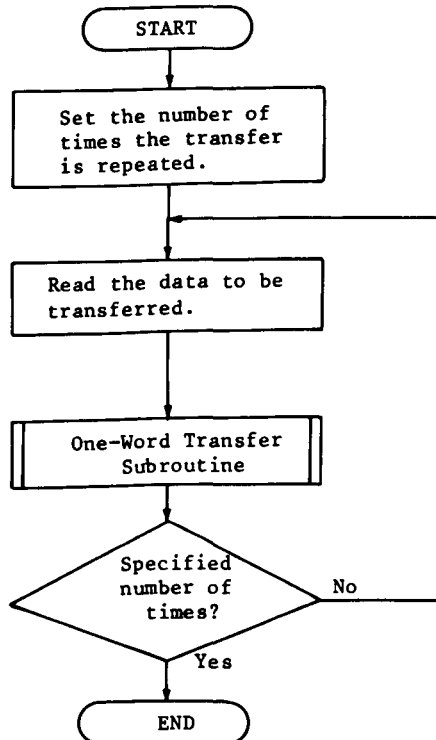 START
Set the number of
times the transfer
is repeated.
Read the data to be
transferred.
One-Word Transfer
Subroutine
Specified
number of
times?
No
Yes
END